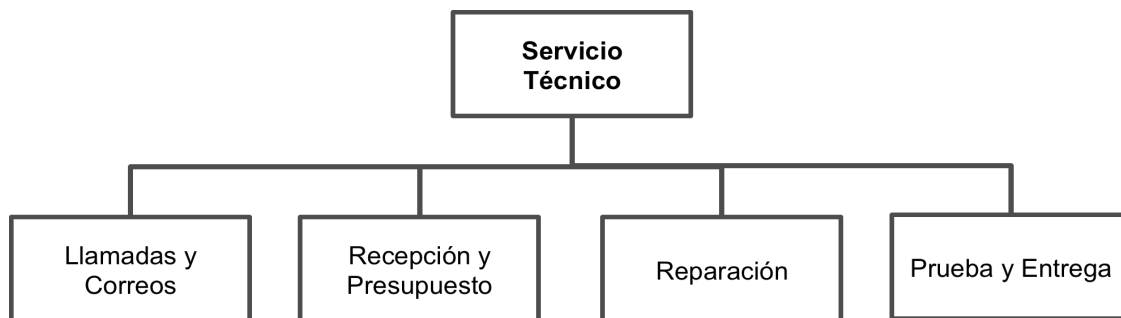 Servicio
Técnico
Llamadas y
Correos
Recepción y
Presupuesto
Reparación
Prueba y Entrega